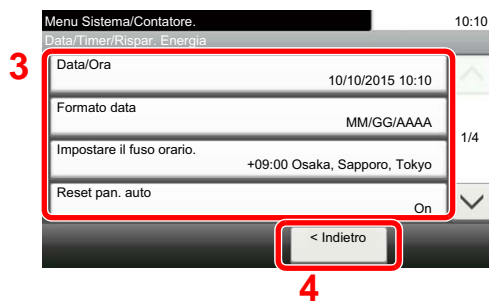 Menu Sistema/Contatore.
10:10
Data/Timer/Rispar. Energia
3
Data/Ora
10/10/2015 10:10
Formato data
MM/GG/AAAA
1/4
Impostare il fuso orario.
+09:00 Osaka, Sapporo, Tokyo
Reset pan. auto
On
< Indietro
4